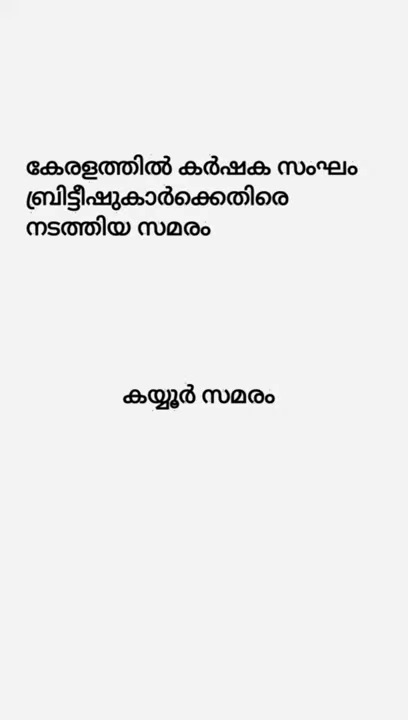 കേരളത്തിൽ കർഷക സംഘം
ബ്രിട്ടീഷുകാർക്കെതിരെ
നടത്തിയ സമരം
കയ്യൂർ സമരം